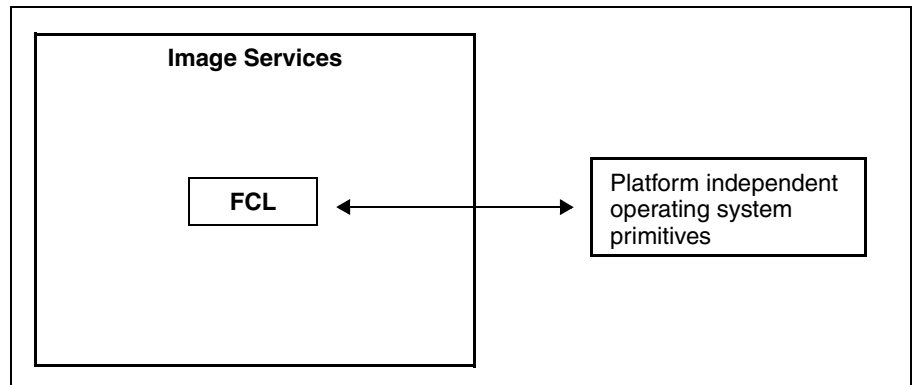 Image Services
FCL
Platform independent
operating system
primitives